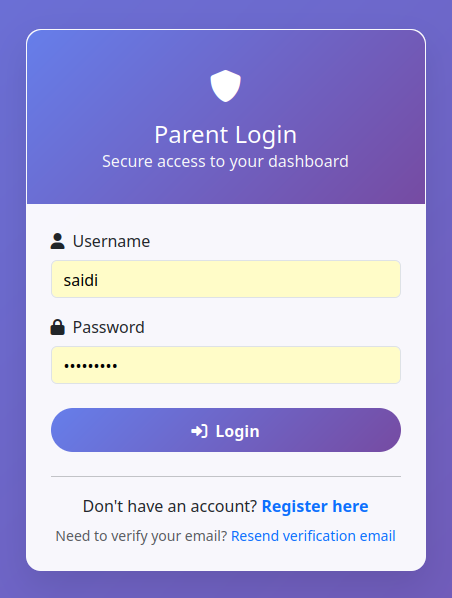 Parent Login
Secure access to your dashboard
Username
saidi
Password
•••••••••
Login
Don't have an account? Register here
Need to verify your email? Resend verification email